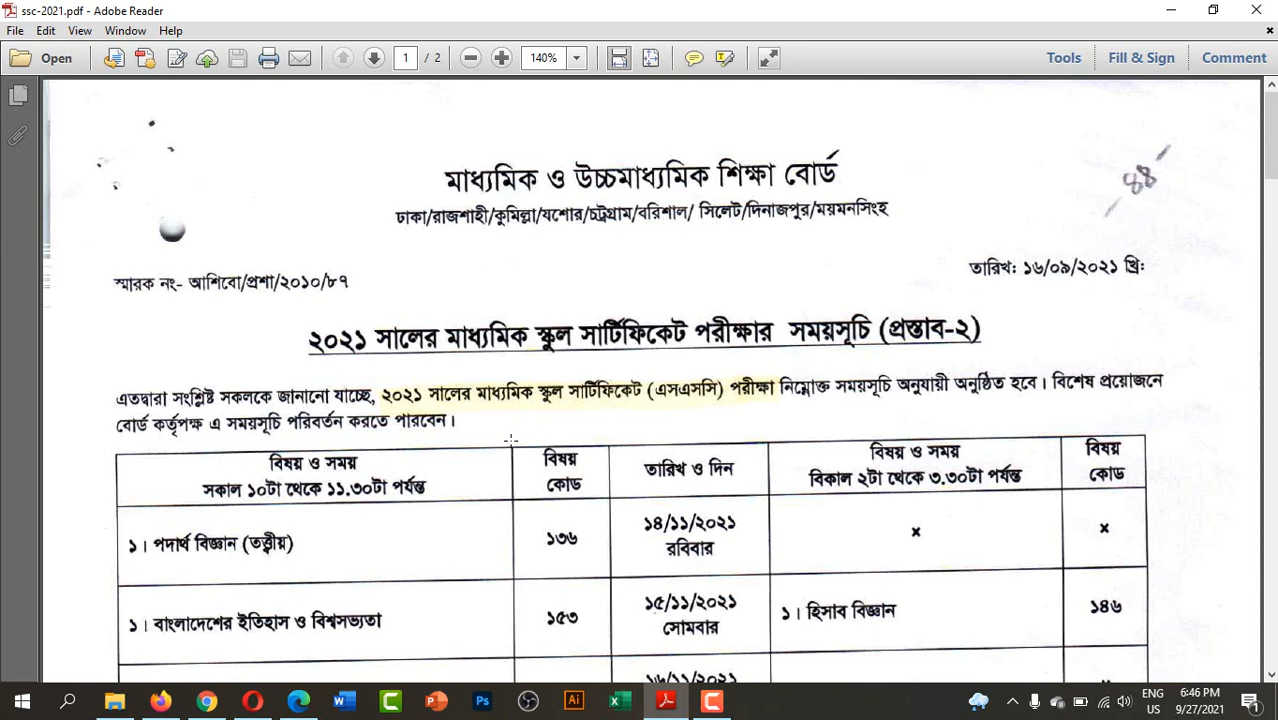 ssc-2021.pdf - Adobe Reader
File Edit View Window Help
Open 1 / 2 140% Tools Fill & Sign Comment
88
মাধ্যমিক ও উচ্চমাধ্যমিক শিক্ষা বোর্ড
ঢাকা/রাজশাহী/কুমিল্লা/যশোর/চট্টগ্রাম/বরিশাল/ সিলেট/দিনাজপুর/ময়মনসিংহ
তারিখ: ১৬/০৯/২০২১ খ্রি:
স্মারক নং- আশিবো/প্রশা/২০১০/৮৭
২০২১ সালের মাধ্যমিক স্কুল সার্টিফিকেট পরীক্ষার সময়সূচি (প্রস্তাব-২)
এতদ্বারা সংশ্লিষ্ট সকলকে জানানো যাচ্ছে, ২০২১ সালের মাধ্যমিক স্কুল সার্টিফিকেট (এসএসসি) পরীক্ষা নিম্নোক্ত সময়সূচি অনুযায়ী অনুষ্ঠিত হবে। বিশেষ প্রয়োজনে
বোর্ড কর্তৃপক্ষ এ সময়সূচি পরিবর্তন করতে পারবেন।
বিষয় ও সময়
সকাল ১০টা থেকে ১১.৩০টা পর্যন্ত
বিষয়
কোড
তারিখ ও দিন
বিষয় ও সময়
বিকাল ২টা থেকে ৩.৩০টা পর্যন্ত
বিষয়
কোড
১। পদার্থ বিজ্ঞান (তত্ত্বীয়)
১৩৬
১৪/১১/২০২১
রবিবার
×
×
১। বাংলাদেশের ইতিহাস ও বিশ্বসভ্যতা
১৫৩
১৫/১১/২০২১
সোমবার
১। হিসাব বিজ্ঞান
১৪৬
১৬/১১/২০২১
ENG
US
6:46 PM
9/27/2021